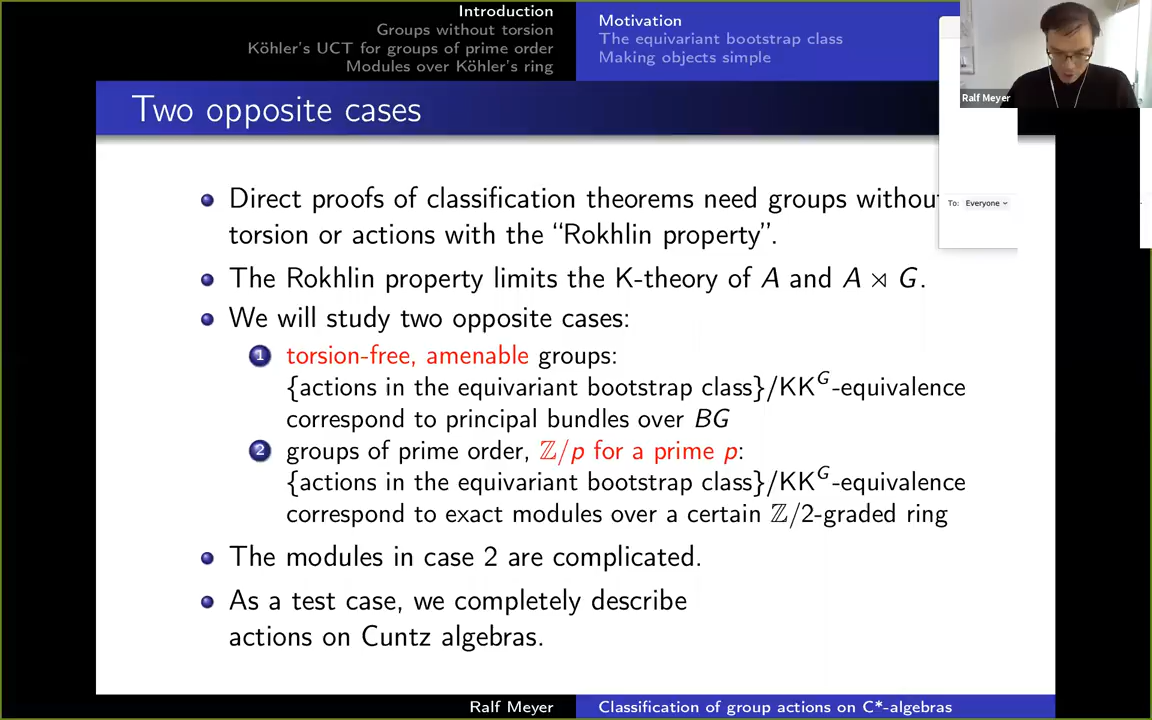 Introduction
Groups without torsion
Köhler's UCT for groups of prime order
Modules over Köhler's ring
Motivation
The equivariant bootstrap class
Making objects simple
Ralf Meyer
Two opposite cases
Direct proofs of classification theorems need groups
torsion or actions with the “Rokhlin property”.
To: Everyone
The Rokhlin property limits the K-theory of A and A ⋊ G.
We will study two opposite cases:
1 torsion-free, amenable groups:
{actions in the equivariant bootstrap class}/KK^G-equivalence
correspond to principal bundles over BG
2 groups of prime order, ℤ/p for a prime p:
{actions in the equivariant bootstrap class}/KK^G-equivalence
correspond to exact modules over a certain ℤ/2-graded ring
The modules in case 2 are complicated.
As a test case, we completely describe
actions on Cuntz algebras.
Ralf Meyer
Classification of group actions on C*-algebras